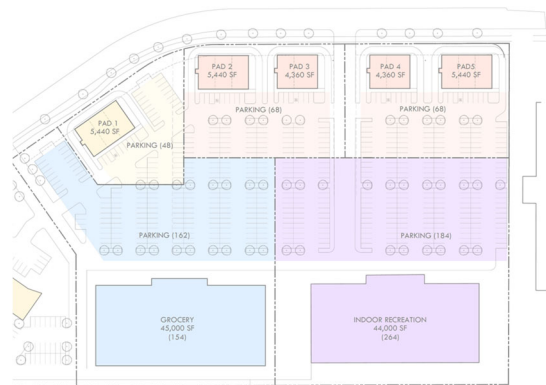 PAD 2
5,440 SF
PAD 3
4,360 SF
PAD 4
4,360 SF
PAD5
5,440 SF
PARKING (68)
PARKING (68)
PAD 1
5,440 SF
PARKING (48)
PARKING (162)
PARKING (184)
GROCERY
45,000 SF
(154)
INDOOR RECREATION
44,000 SF
(264)